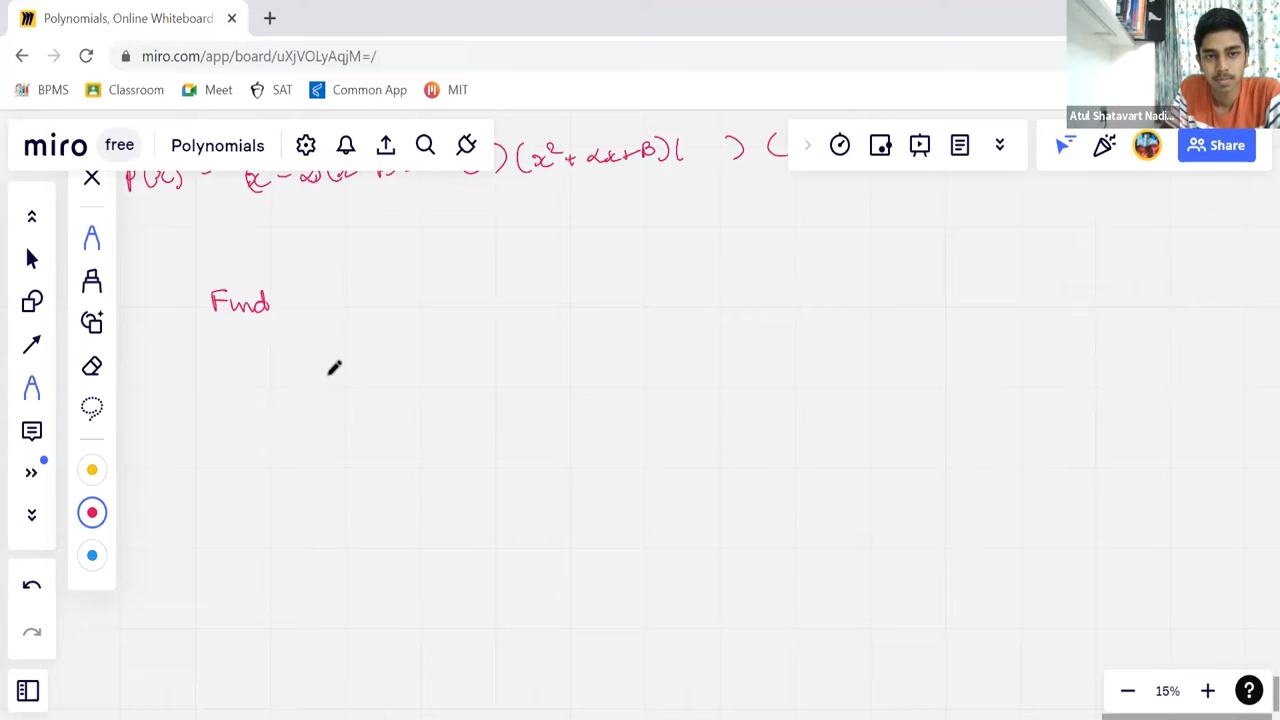 Polynomials, Online Whiteboard
miro.com/app/board/uXjVOLyAqjM=/
BPMS Classroom Meet SAT Common App MIT
Atul Shatavart Nadi...
miro free Polynomials Share
P(x) (x² + αx + β) ( ) (
Find
15%